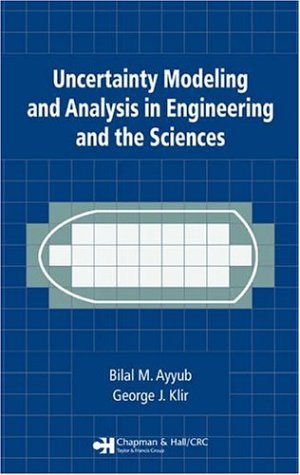 Uncertainty Modeling
and Analysis in Engineering
and the Sciences
Bilal M. Ayyub
George J. Klir
Chapman & Hall/CRC
Taylor & Francis Group